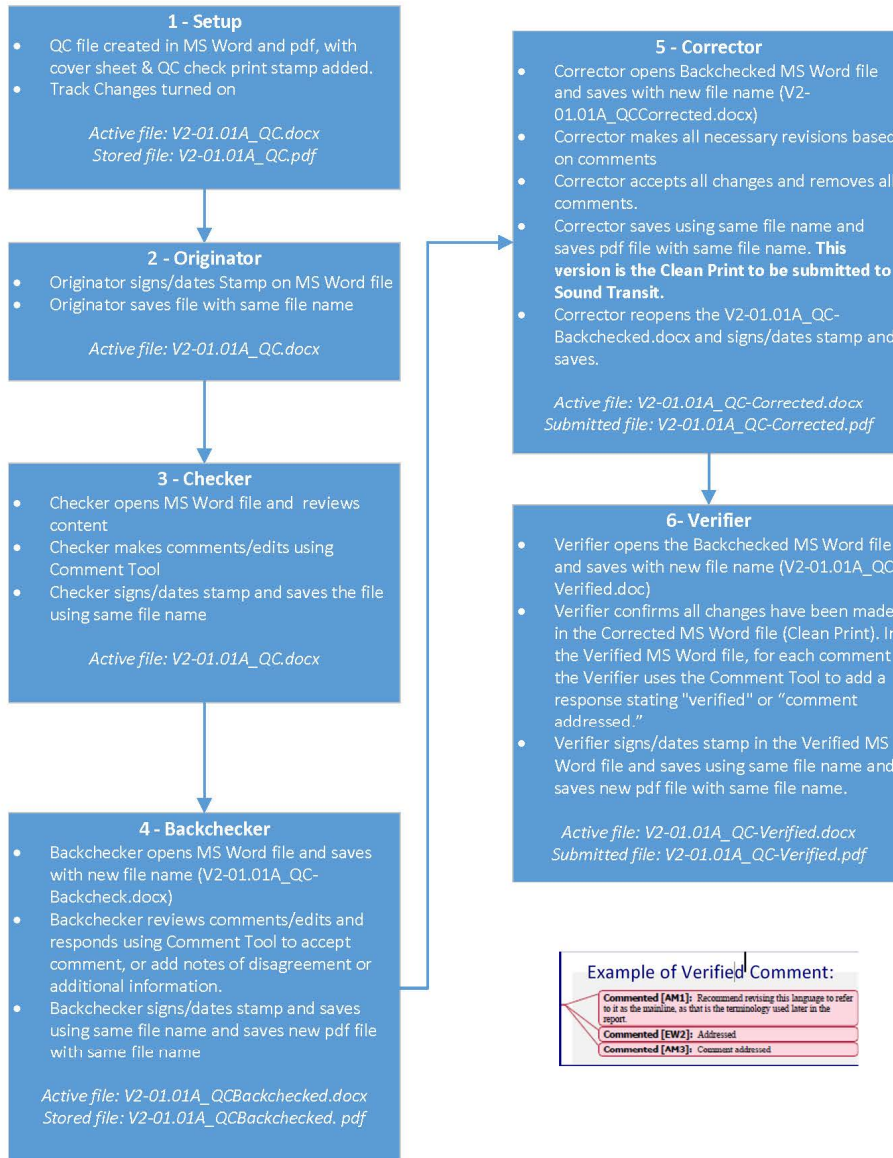 1 - Setup
• QC file created in MS Word and pdf, with
cover sheet & QC check print stamp added.
• Track Changes turned on
Active file: V2-01.01A_QC.docx
Stored file: V2-01.01A_QC.pdf
2 - Originator
• Originator signs/dates Stamp on MS Word file
• Originator saves file with same file name
Active file: V2-01.01A_QC.docx
3 - Checker
• Checker opens MS Word file and reviews
content
• Checker makes comments/edits using
Comment Tool
• Checker signs/dates stamp and saves the file
using same file name
Active file: V2-01.01A_QC.docx
4 - Backchecker
• Backchecker opens MS Word file and saves
with new file name (V2-01.01A_QC-
Backcheck.docx)
• Backchecker reviews comments/edits and
responds using Comment Tool to accept
comment, or add notes of disagreement or
additional information.
• Backchecker signs/dates stamp and saves
using same file name and saves new pdf file
with same file name
Active file: V2-01.01A_QCBackchecked.docx
Stored file: V2-01.01A_QCBackchecked. pdf
5 - Corrector
• Corrector opens Backchecked MS Word file
and saves with new file name (V2-
01.01A_QCCorrected.docx)
• Corrector makes all necessary revisions based
on comments
• Corrector accepts all changes and removes all
comments.
• Corrector saves using same file name and
saves pdf file with same file name. This
version is the Clean Print to be submitted to
Sound Transit.
• Corrector reopens the V2-01.01A_QC-
Backchecked.docx and signs/dates stamp and
saves.
Active file: V2-01.01A_QC-Corrected.docx
Submitted file: V2-01.01A_QC-Corrected.pdf
6- Verifier
• Verifier opens the Backchecked MS Word file
and saves with new file name (V2-01.01A_QC
Verified.doc)
• Verifier confirms all changes have been made
in the Corrected MS Word file (Clean Print). In
the Verified MS Word file, for each comment
the Verifier uses the Comment Tool to add a
response stating "verified" or “comment
addressed.”
• Verifier signs/dates stamp in the Verified MS
Word file and saves using same file name and
saves new pdf file with same file name.
Active file: V2-01.01A_QC-Verified.docx
Submitted file: V2-01.01A_QC-Verified.pdf
Example of Verified Comment:
Commented [AM1]: Recommend revising this language to refer
to it as the mainline, as that is the terminology used later in the
report.
Commented [EW2]: Addressed
Commented [AM3]: Comment addressed